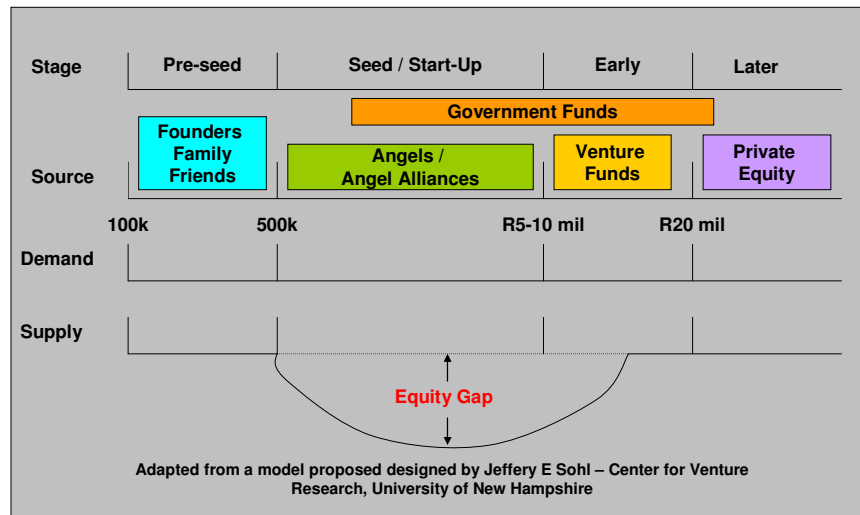 Stage Pre-seed Seed / Start-Up Early Later
Government Funds
Founders
Family
Friends
Angels /
Angel Alliances
Venture
Funds
Private
Equity
Source
100k 500k R5-10 mil R20 mil
Demand
Supply
Equity Gap
Adapted from a model proposed designed by Jeffery E Sohl – Center for Venture
Research, University of New Hampshire